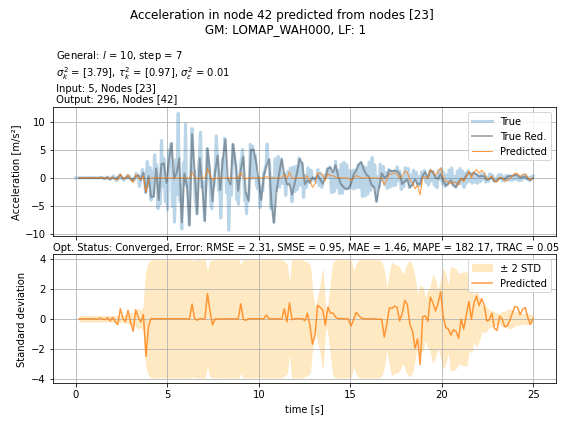 Acceleration in node 42 predicted from nodes [23]
GM: LOMAP_WAH000, LF: 1
General: l = 10, step = 7
σ²ₖ = [3.79], τ²ₖ = [0.97], σ²ε = 0.01
Input: 5, Nodes [23]
Output: 296, Nodes [42]
Acceleration [m/s²]
10
5
0
−5
−10
True
True Red.
Predicted
Opt. Status: Converged, Error: RMSE = 2.31, SMSE = 0.95, MAE = 1.46, MAPE = 182.17, TRAC = 0.05
Standard deviation
4
2
0
−2
−4
± 2 STD
Predicted
0 5 10 15 20 25
time [s]